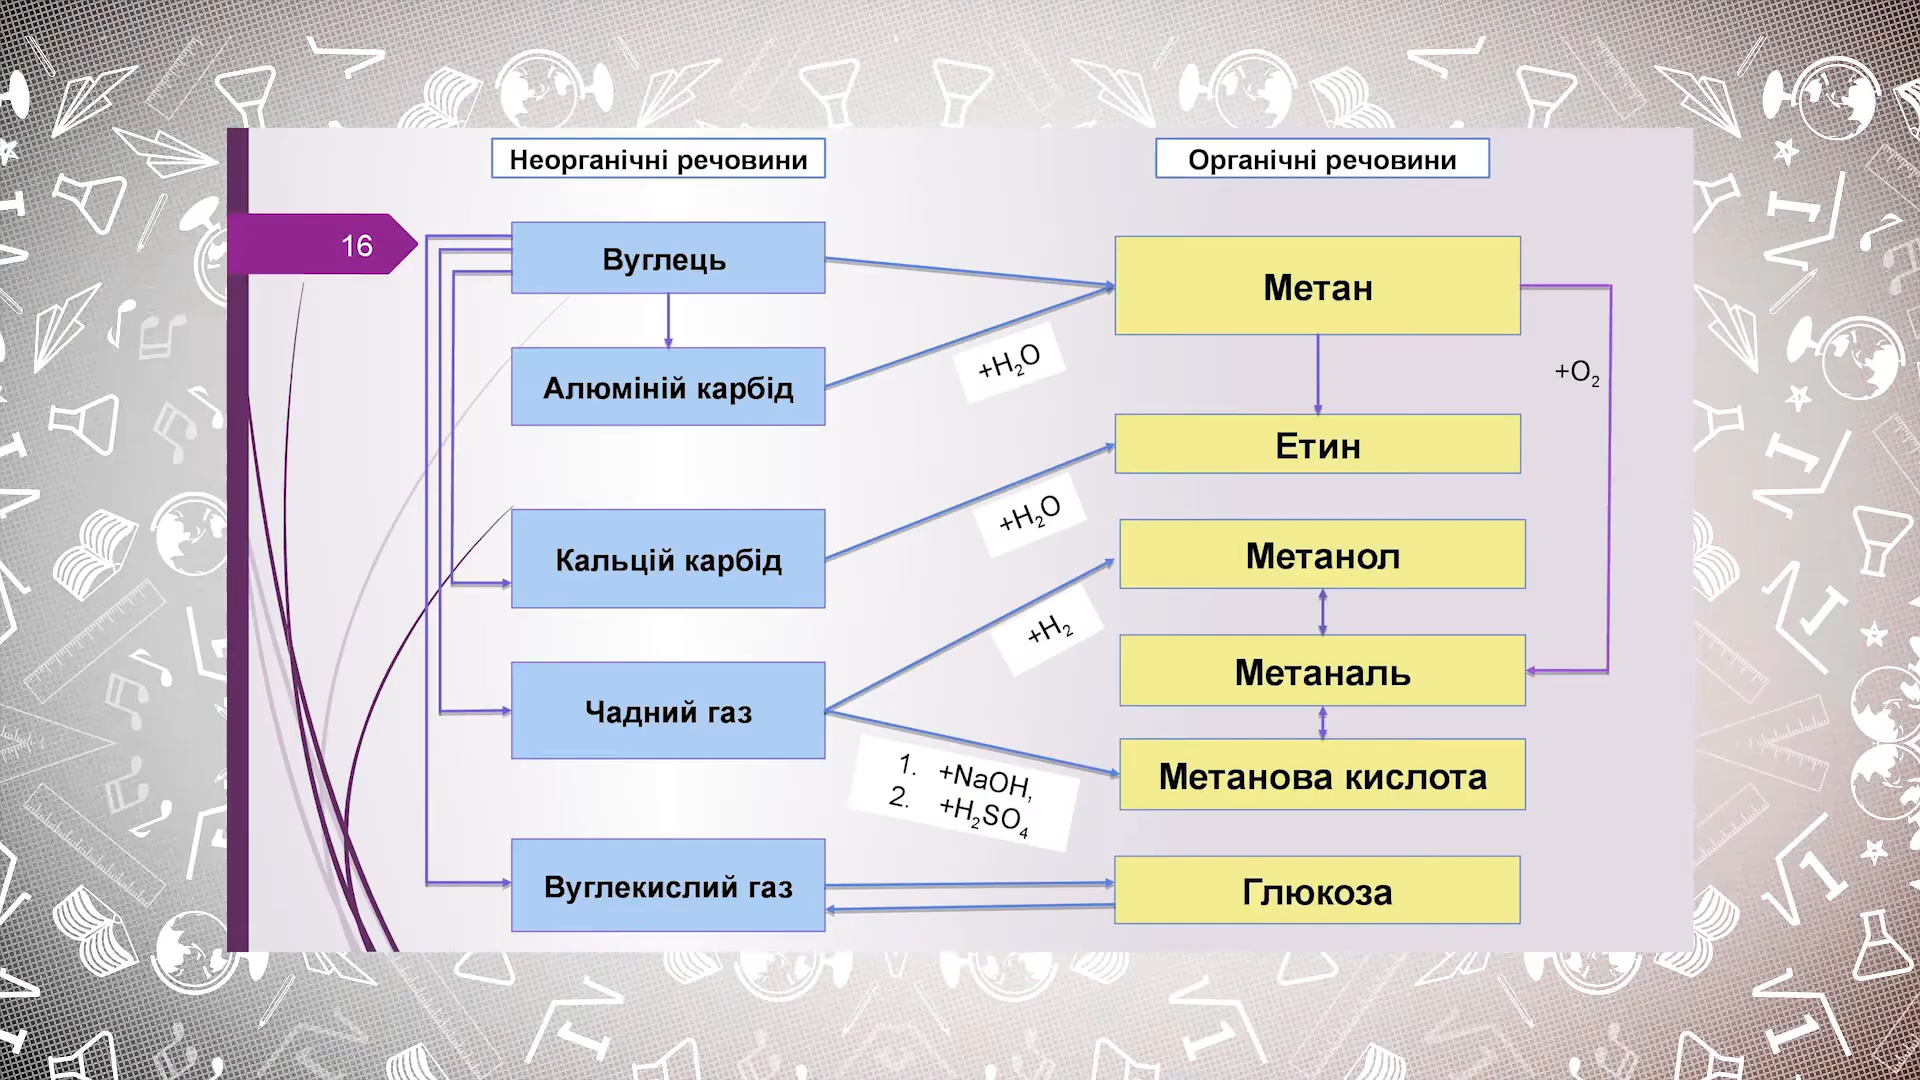 Неорганічні речовини
Органічні речовини
16
Вуглець
Метан
+H₂O
+O₂
Алюміній карбід
Етин
+H₂O
Кальцій карбід
Метанол
+H₂
Чадний газ
Метаналь
1. +NaOH,
2. +H₂SO₄
Метанова кислота
Вуглекислий газ
Глюкоза